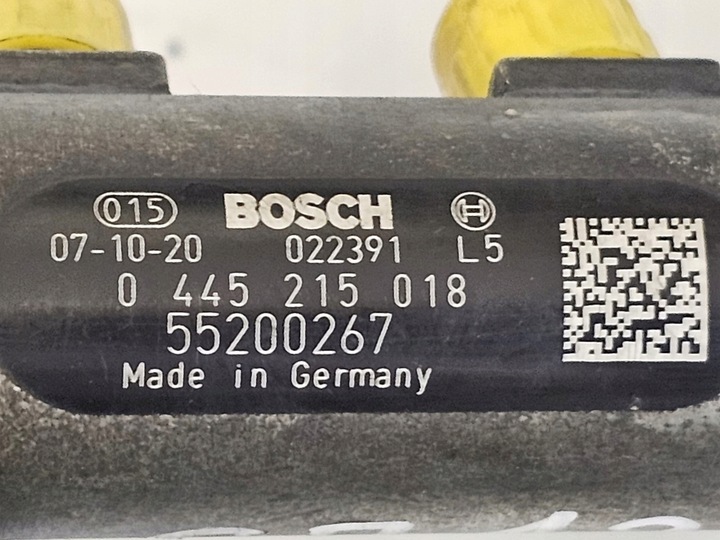 015 BOSCH
07-10-20 022391 L5
0 445 215 018
55200267
Made in Germany